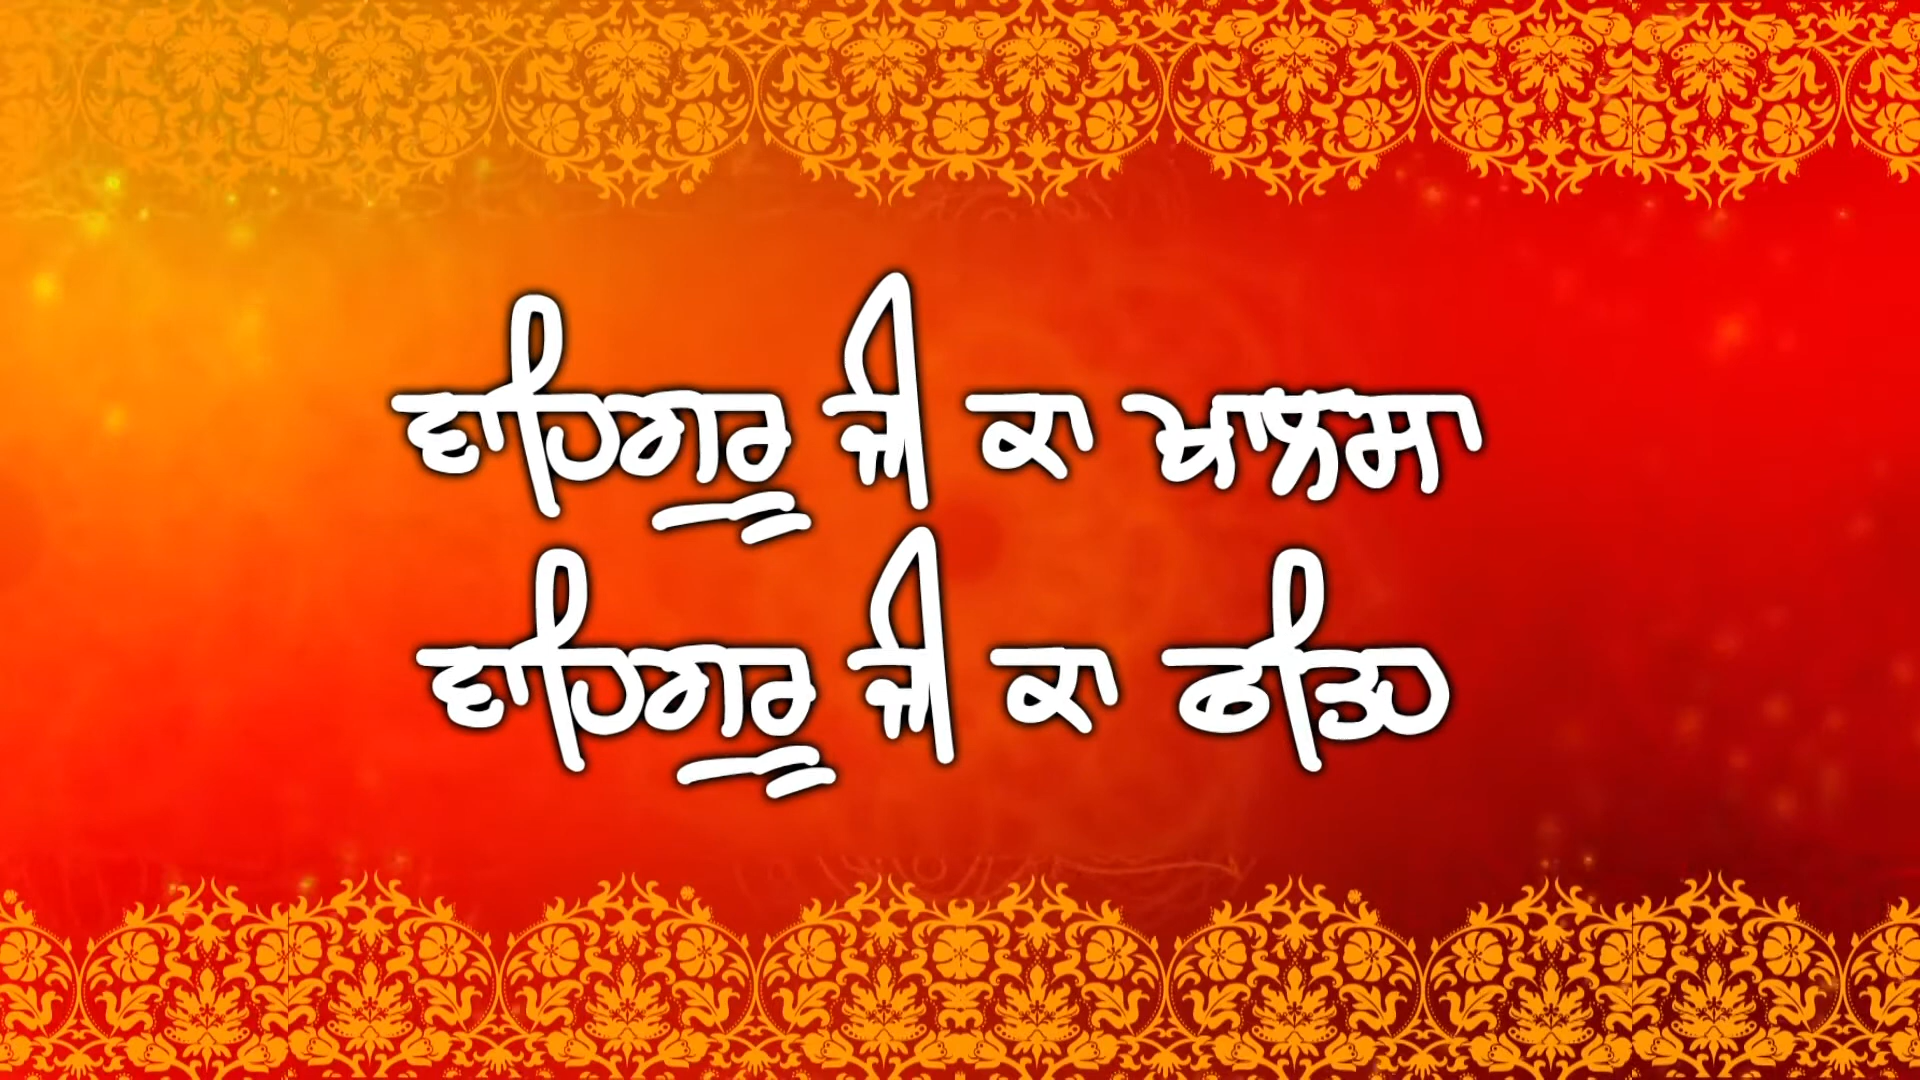 ਵਾਹਿਗੁਰੂ ਜੀ ਕਾ ਖਾਲਸਾ
ਵਾਹਿਗੁਰੂ ਜੀ ਕਾ ਫਤਿਹ